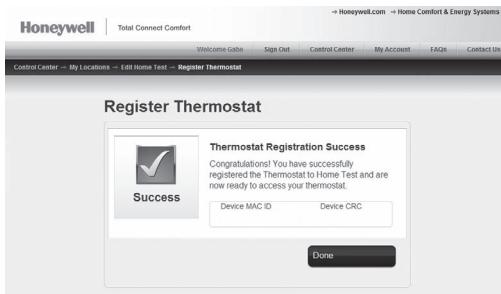 → Honeywell.com → Home Comfort & Energy Systems
Honeywell Total Connect Comfort
Welcome Gabe Sign Out Control Center My Account FAQs Contact Us
Control Center → My Locations → Edit Home Test → Register Thermostat
Register Thermostat
Success
Thermostat Registration Success
Congratulations! You have successfully
registered the Thermostat to Home Test and are
now ready to access your thermostat.
Device MAC ID Device CRC
Done